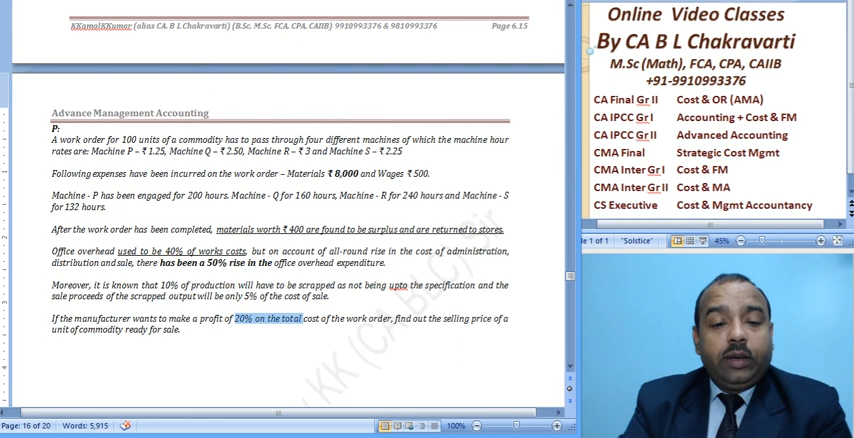 KKamalKKumar (alias CA. B L Chakravarti) (B.Sc. M.Sc. FCA, CPA, CAIIB) 9910993376 & 9810993376 Page 6.15
Advance Management Accounting
P:
A work order for 100 units of a commodity has to pass through four different machines of which the machine hour
rates are: Machine P – ₹ 1.25, Machine Q – ₹ 2.50, Machine R – ₹ 3 and Machine S – ₹ 2.25
Following expenses have been incurred on the work order – Materials ₹ 8,000 and Wages ₹ 500.
Machine - P has been engaged for 200 hours. Machine - Q for 160 hours, Machine - R for 240 hours and Machine - S
for 132 hours.
After the work order has been completed, materials worth ₹ 400 are found to be surplus and are returned to stores.
Office overhead used to be 40% of works costs, but on account of all-round rise in the cost of administration,
distribution and sale, there has been a 50% rise in the office overhead expenditure.
Moreover, it is known that 10% of production will have to be scrapped as not being upto the specification and the
sale proceeds of the scrapped output will be only 5% of the cost of sale.
If the manufacturer wants to make a profit of 20% on the total cost of the work order, find out the selling price of a
unit of commodity ready for sale.
KK (CA BLC) Sir
Page: 16 of 20 Words: 5,915 100%
Online Video Classes
By CA B L Chakravarti
M.Sc (Math), FCA, CPA, CAIIB
+91-9910993376
CA Final Gr II Cost & OR (AMA)
CA IPCC Gr I Accounting + Cost & FM
CA IPCC Gr II Advanced Accounting
CMA Final Strategic Cost Mgmt
CMA Inter Gr I Cost & FM
CMA Inter Gr II Cost & MA
CS Executive Cost & Mgmt Accountancy
de 1 of 1 "Solstice" 45%